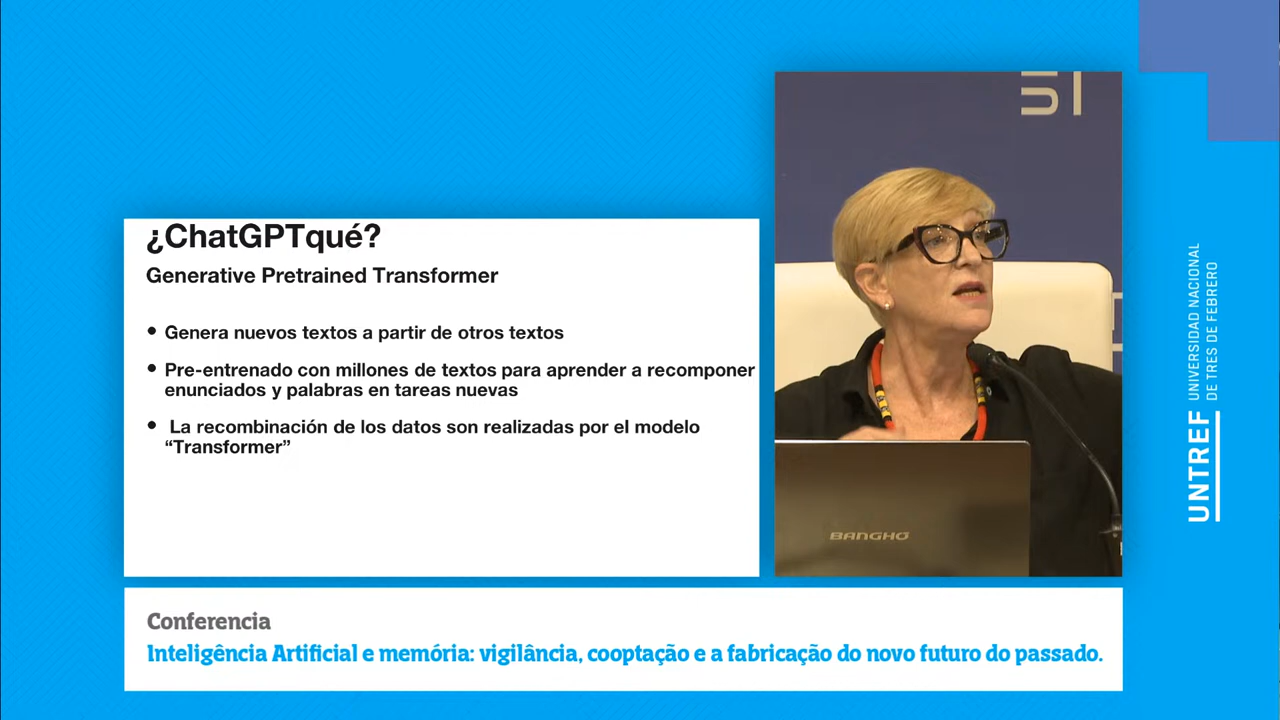 ¿ChatGPTqué?
Generative Pretrained Transformer
• Genera nuevos textos a partir de otros textos
• Pre-entrenado con millones de textos para aprender a recomponer
enunciados y palabras en tareas nuevas
• La recombinación de los datos son realizadas por el modelo
“Transformer”
BANGHO
UNTREF
UNIVERSIDAD NACIONAL
DE TRES DE FEBRERO
Conferencia
Inteligência Artificial e memória: vigilância, cooptação e a fabricação do novo futuro do passado.